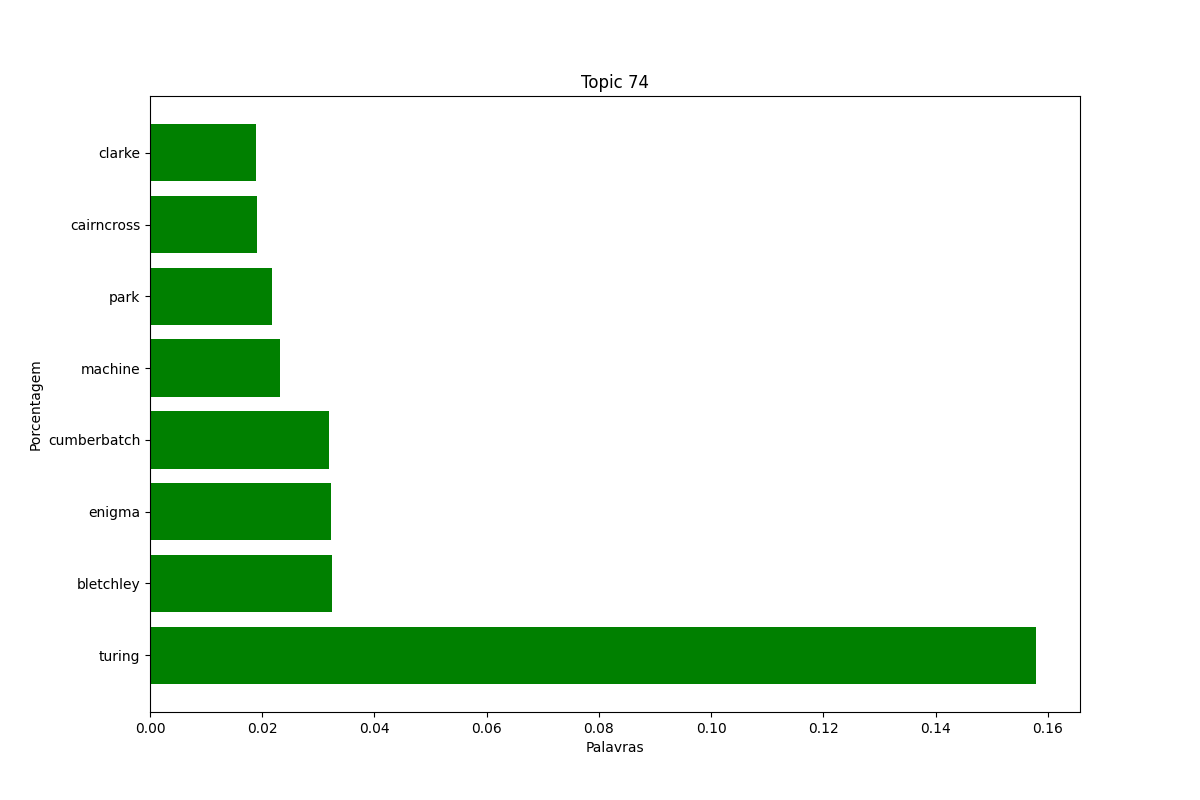 Topic 74
clarke
cairncross
park
machine
cumberbatch
enigma
bletchley
turing
Porcentagem
0.00 0.02 0.04 0.06 0.08 0.10 0.12 0.14 0.16
Palavras